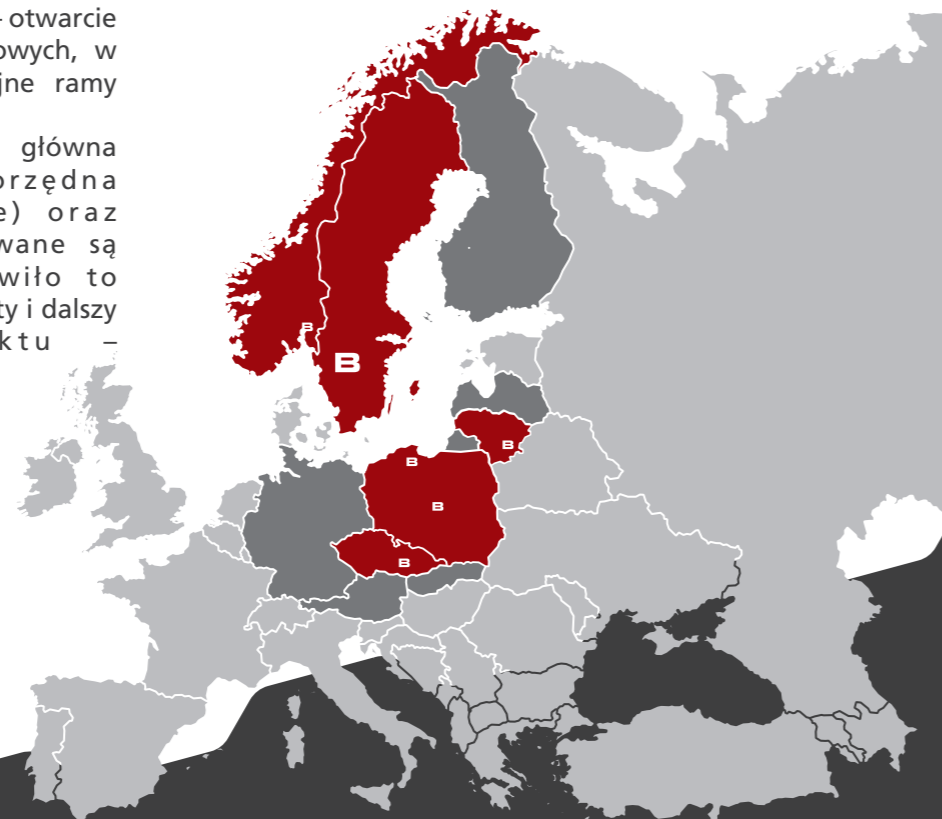 - otwarcie
owych, w
jne ramy
główna
orzędna
e) oraz
wane są
wiło to
ty i dalszy
ktu –
B
B
B
B
B
B